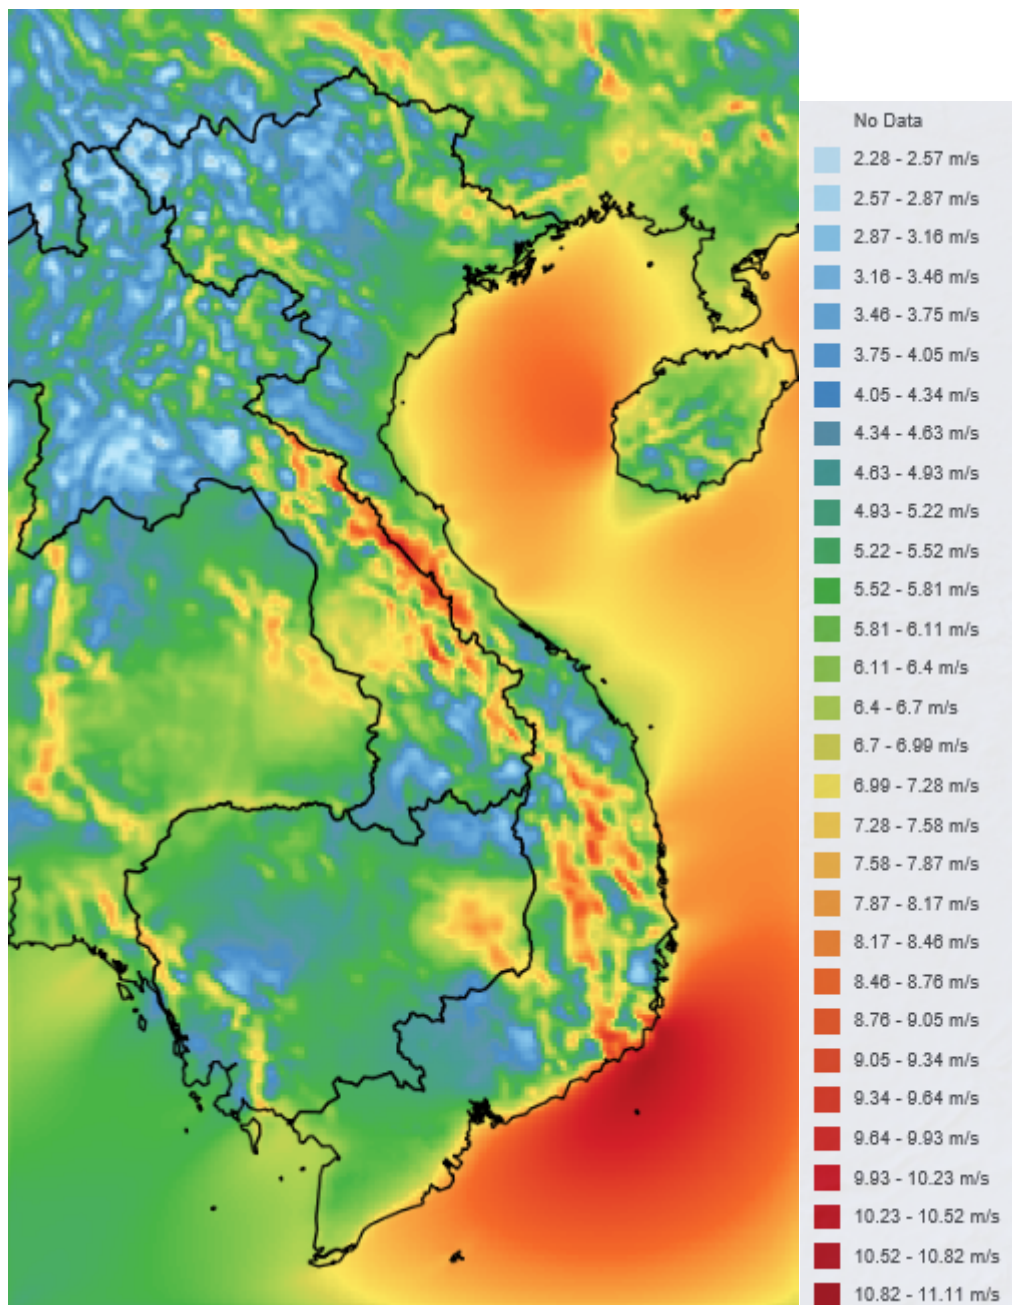 No Data
2.28 - 2.57 m/s
2.57 - 2.87 m/s
2.87 - 3.16 m/s
3.16 - 3.46 m/s
3.46 - 3.75 m/s
3.75 - 4.05 m/s
4.05 - 4.34 m/s
4.34 - 4.63 m/s
4.63 - 4.93 m/s
4.93 - 5.22 m/s
5.22 - 5.52 m/s
5.52 - 5.81 m/s
5.81 - 6.11 m/s
6.11 - 6.4 m/s
6.4 - 6.7 m/s
6.7 - 6.99 m/s
6.99 - 7.28 m/s
7.28 - 7.58 m/s
7.58 - 7.87 m/s
7.87 - 8.17 m/s
8.17 - 8.46 m/s
8.46 - 8.76 m/s
8.76 - 9.05 m/s
9.05 - 9.34 m/s
9.34 - 9.64 m/s
9.64 - 9.93 m/s
9.93 - 10.23 m/s
10.23 - 10.52 m/s
10.52 - 10.82 m/s
10.82 - 11.11 m/s